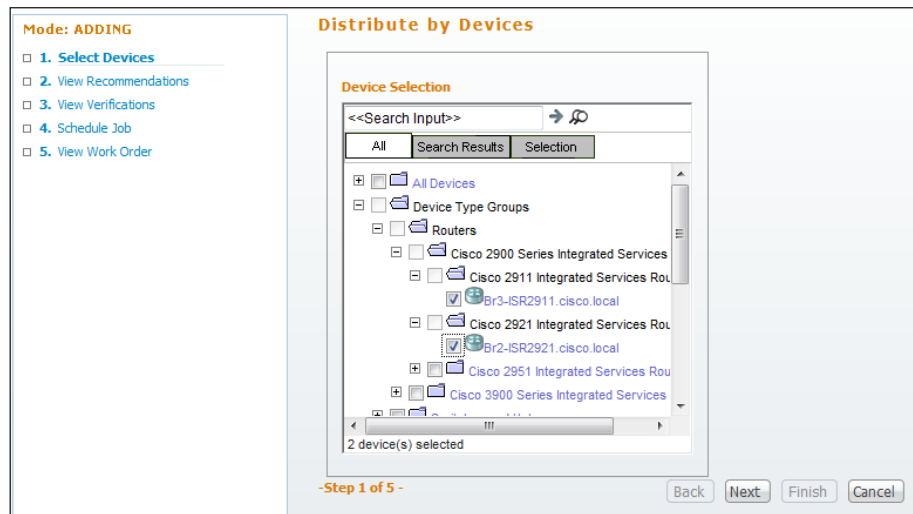 Mode: ADDING
1. Select Devices
2. View Recommendations
3. View Verifications
4. Schedule Job
5. View Work Order
Distribute by Devices
Device Selection
<<Search Input>>
All Search Results Selection
All Devices
Device Type Groups
Routers
Cisco 2900 Series Integrated Services
Cisco 2911 Integrated Services Rou
Br3-ISR2911.cisco.local
Cisco 2921 Integrated Services Rou
Br2-ISR2921.cisco.local
Cisco 2951 Integrated Services Rou
Cisco 3900 Series Integrated Services
2 device(s) selected
-Step 1 of 5 -
Back Next Finish Cancel